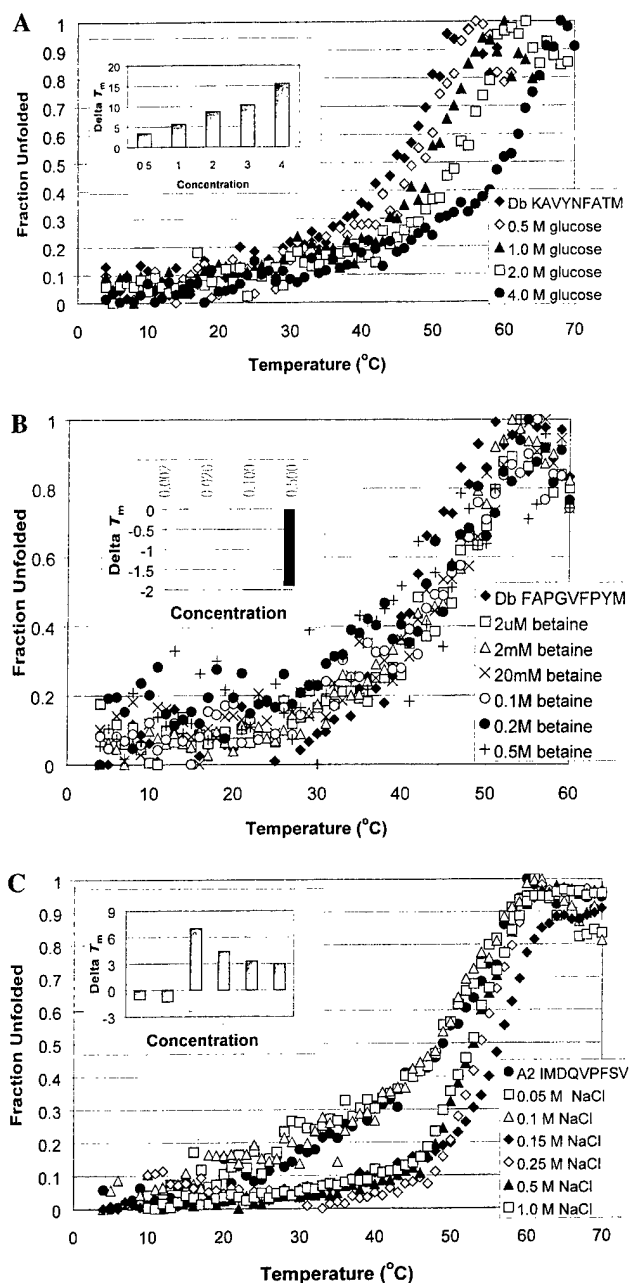 A
Fraction Unfolded
1
0.9
0.8
0.7
0.6
0.5
0.4
0.3
0.2
0.1
0
Delta Tm
20
15
10
5
0
0 5 1 2 3 4
Concentration
◆ Db KAVYNFATM
◇ 0.5 M glucose
▲ 1.0 M glucose
□ 2.0 M glucose
● 4.0 M glucose
0 10 20 30 40 50 60 70
Temperature (°C)
B
Fraction Unfolded
1
0.8
0.6
0.4
0.2
0
0.002 0.020 0.100 0.500
Delta Tm
0
-0.5
-1
-1.5
-2
Concentration
◆ Db FAPGVFPYM
□ 2uM betaine
△ 2mM betaine
× 20mM betaine
○ 0.1M betaine
● 0.2M betaine
+ 0.5M betaine
0 10 20 30 40 50 60
Temperature (°C)
C
Fraction Unfolded
1
0.9
0.8
0.7
0.6
0.5
0.4
0.3
0.2
0.1
0
Delta Tm
9
6
3
0
-3
Concentration
● A2 IMDQVPFSV
□ 0.05 M NaCl
△ 0.1 M NaCl
◆ 0.15 M NaCl
◇ 0.25 M NaCl
▲ 0.5 M NaCl
□ 1.0 M NaCl
0 10 20 30 40 50 60 70
Temperature (°C)